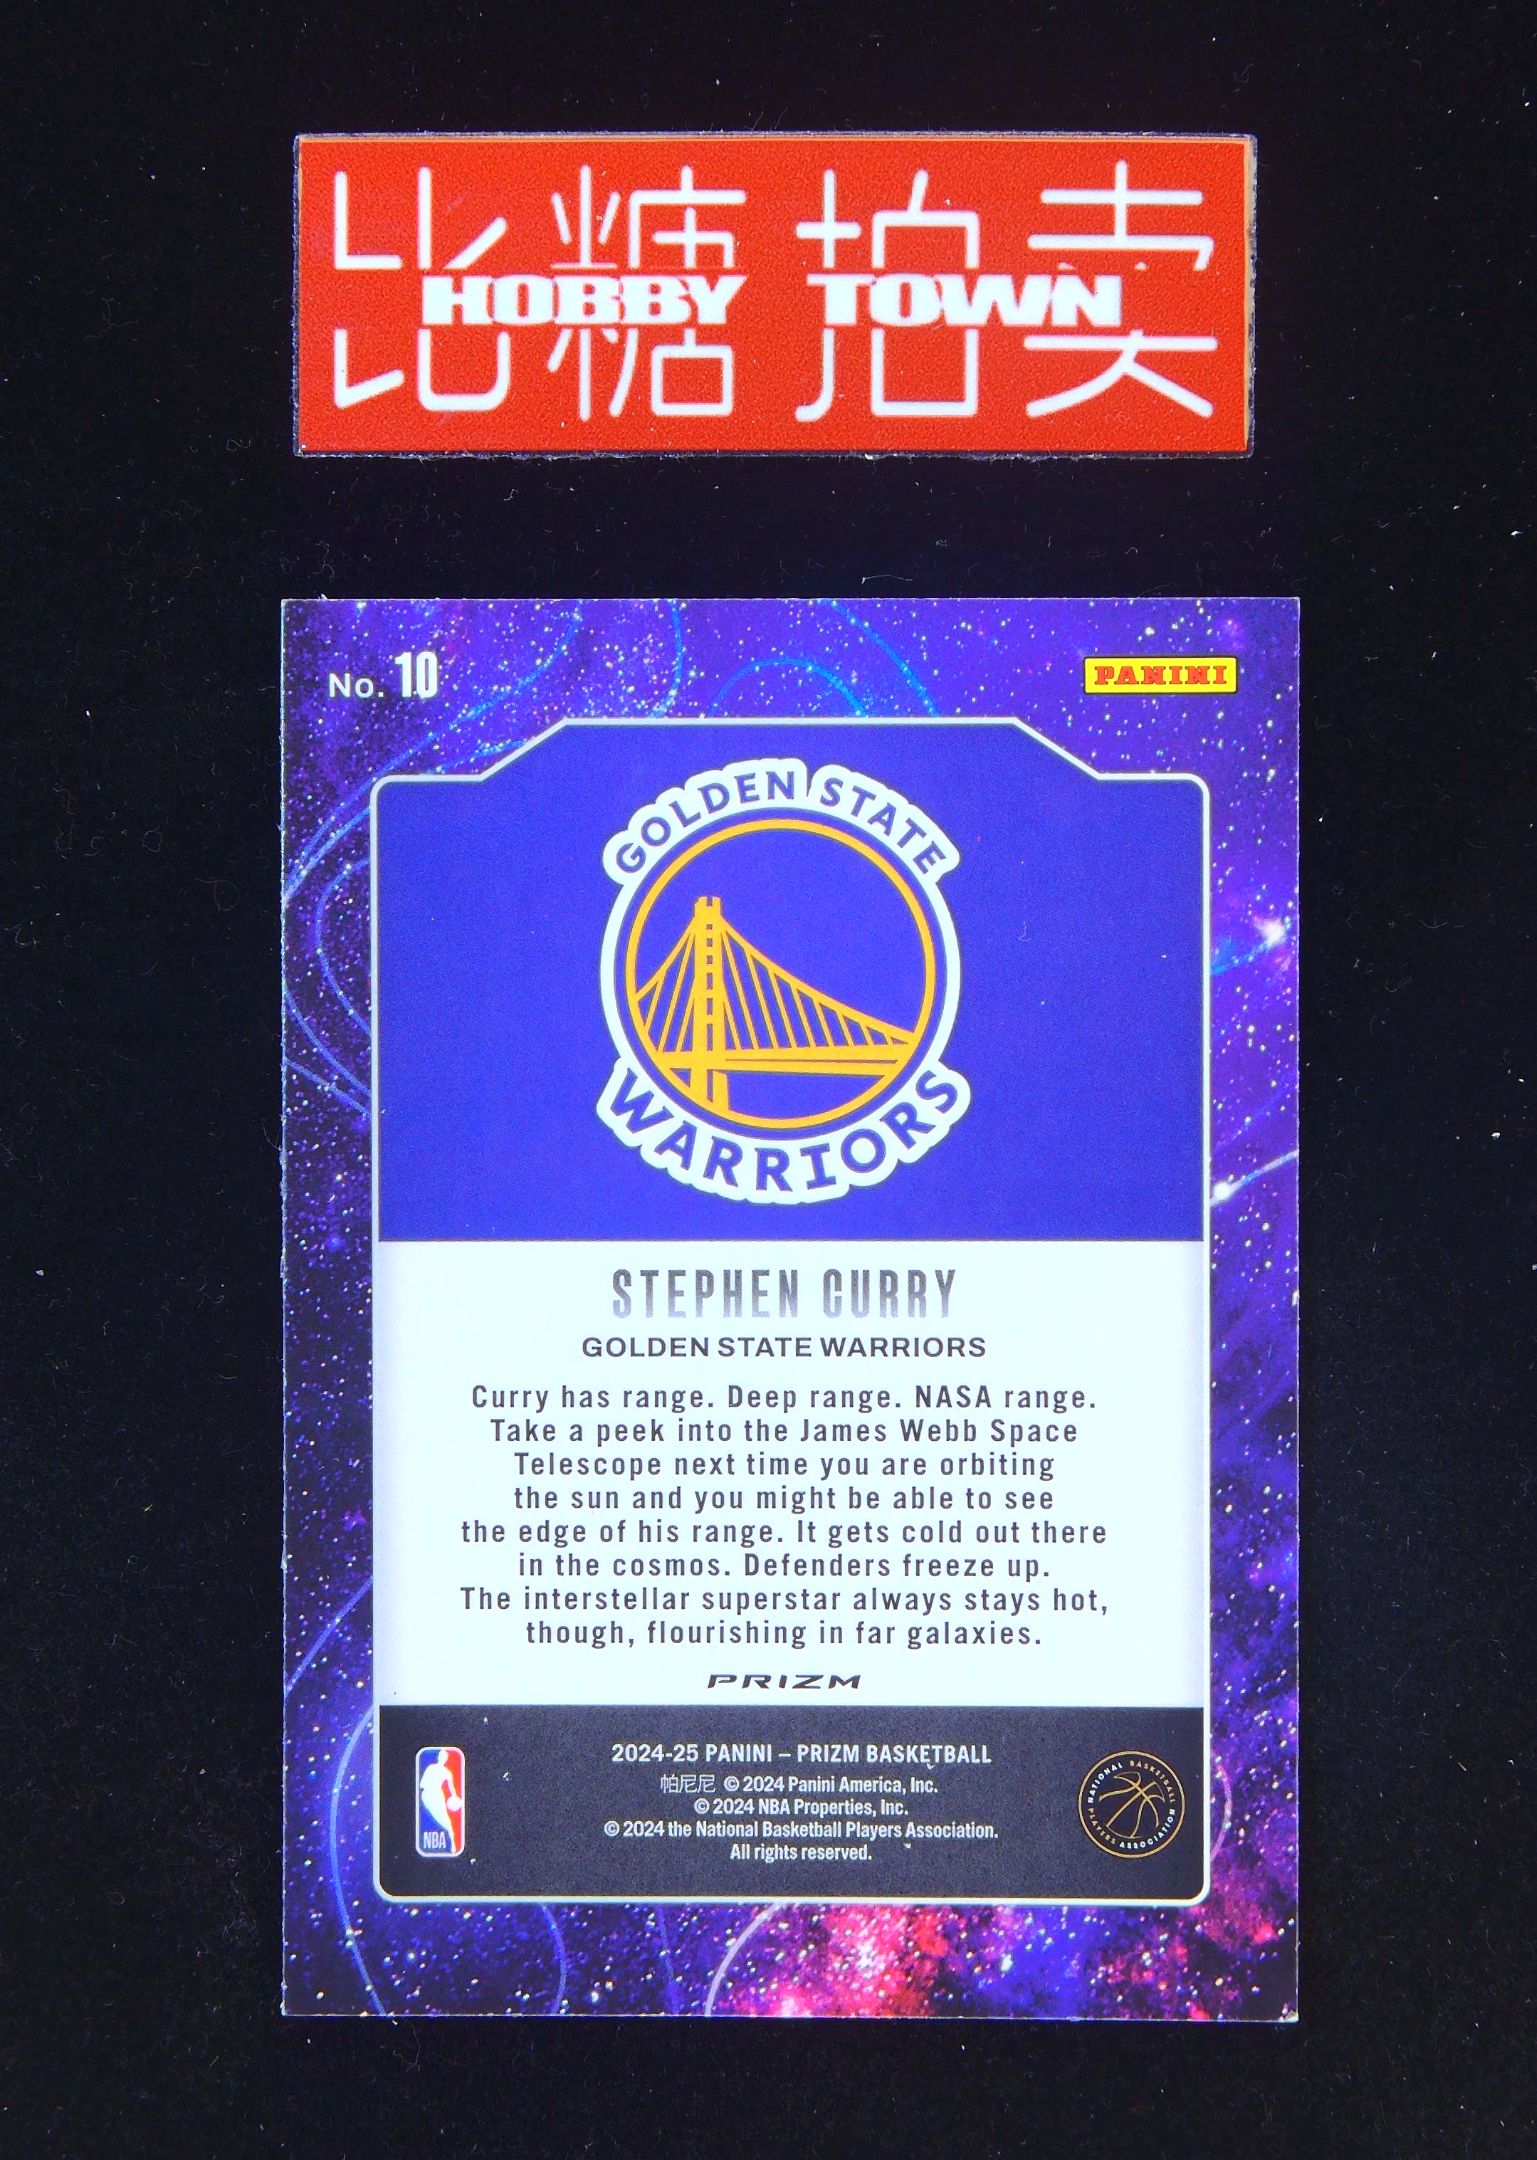 比糖拍卖
HOBBY TOWN
No. 10
PANINI
GOLDEN STATE
WARRIORS
STEPHEN CURRY
GOLDEN STATE WARRIORS
Curry has range. Deep range. NASA range.
Take a peek into the James Webb Space
Telescope next time you are orbiting
the sun and you might be able to see
the edge of his range. It gets cold out there
in the cosmos. Defenders freeze up.
The interstellar superstar always stays hot,
though, flourishing in far galaxies.
PRIZM
2024-25 PANINI – PRIZM BASKETBALL
帕尼尼 © 2024 Panini America, Inc.
© 2024 NBA Properties, Inc.
© 2024 the National Basketball Players Association.
All rights reserved.
NBA
NATIONAL BASKETBALL
PLAYERS ASSOCIATION